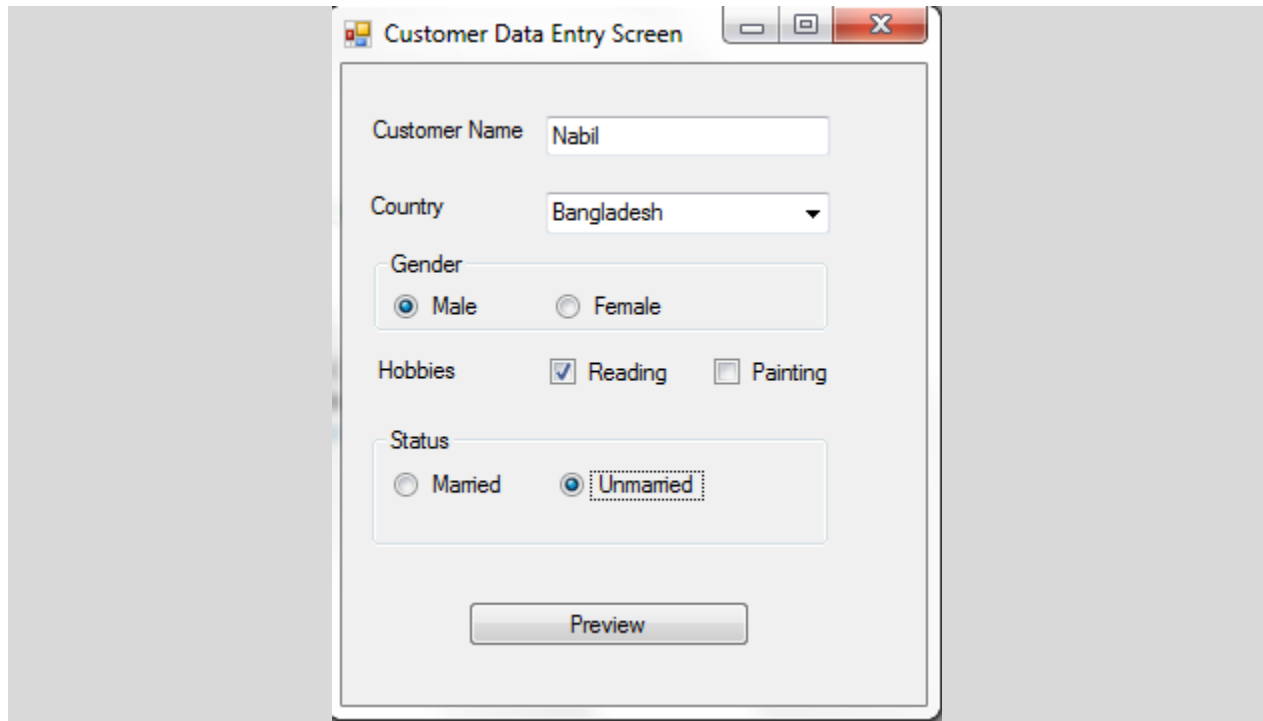 Customer Data Entry Screen
Customer Name Nabil
Country Bangladesh
Gender
Male Female
Hobbies Reading Painting
Status
Married Unmarried
Preview